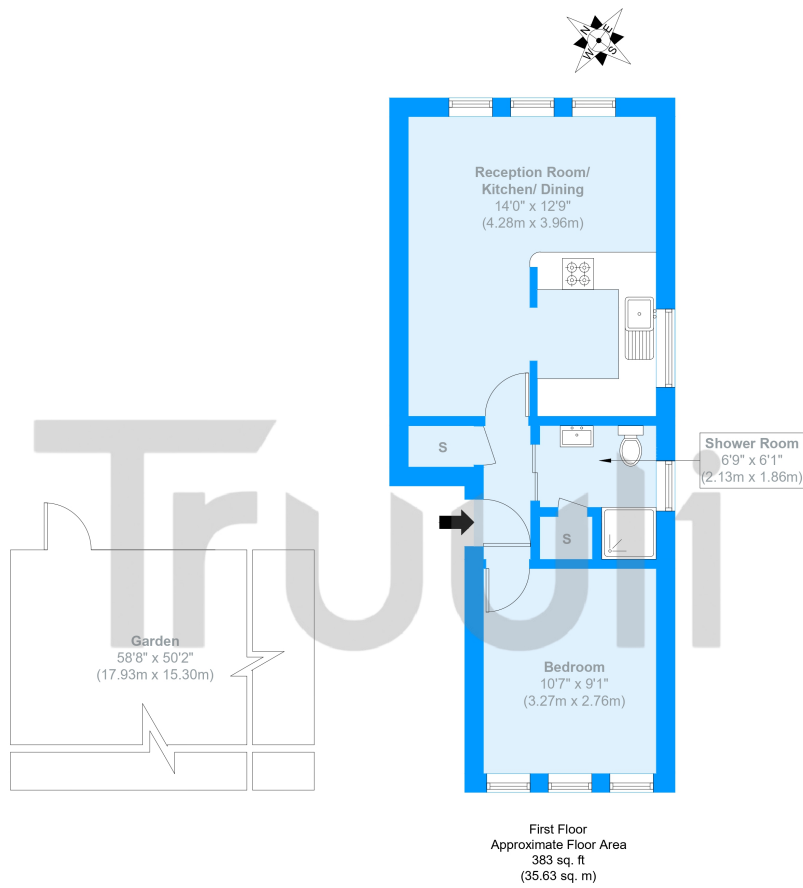 N
E
W
S
Reception Room/
Kitchen/ Dining
14'0" x 12'9"
(4.28m x 3.96m)
S
Shower Room
6'9" x 6'1"
(2.13m x 1.86m)
S
Truuli
Garden
58'8" x 50'2"
(17.93m x 15.30m)
Bedroom
10'7" x 9'1"
(3.27m x 2.76m)
First Floor
Approximate Floor Area
383 sq. ft
(35.63 sq. m)